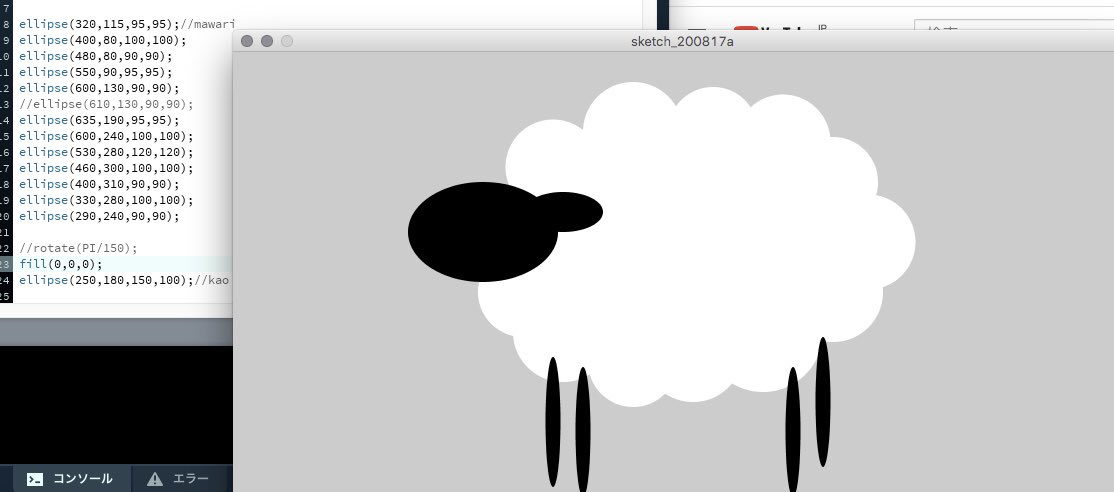 7
8 ellipse(320,115,95,95);//mawari
9 ellipse(400,80,100,100);
10 ellipse(480,80,90,90);
11 ellipse(550,90,95,95);
12 ellipse(600,130,90,90);
13 //ellipse(610,130,90,90);
14 ellipse(635,190,95,95);
15 ellipse(600,240,100,100);
16 ellipse(530,280,120,120);
17 ellipse(460,300,100,100);
18 ellipse(400,310,90,90);
19 ellipse(330,280,100,100);
20 ellipse(290,240,90,90);
21
22 //rotate(PI/150);
23 fill(0,0,0);
24 ellipse(250,180,150,100);//kao
25
JP
sketch_200817a
コンソール
エラー